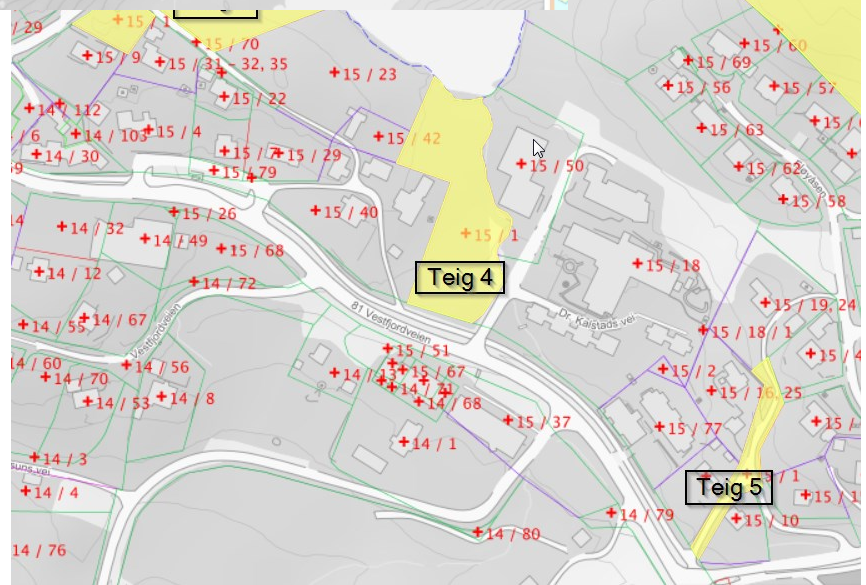 15 / 1
/ 29
15 / 70
15 / 60
15 / 9
15 / 31 - 32, 35
15 / 69
15 / 23
15 / 56
15 / 57
15 / 22
14 / 112
/ 6
14 / 103
15 / 4
15 / 42
15 / 63
14 / 30
15 / 29
15 / 50
15 / 62
15 / 79
Fløyåsen
15 / 58
15 / 26
15 / 40
14 / 32
14 / 49
15 / 68
15 / 1
15 / 18
14 / 12
14 / 72
Teig 4
15 / 19, 24
81 Vestfjordveien
Dr. Kalstads vei
14 / 55
14 / 67
Vestfjordveien
15 / 18 / 1
15 / 51
14 / 60
14 / 56
14 / 13
15 / 67
15 / 2
14 / 70
14 / 71
15 / 16, 25
14 / 53
14 / 8
14 / 68
15 / 37
15 / 77
14 / 1
14 / 3
suns vei
Teig 5
/ 1
14 / 4
14 / 79
15 / 10
14 / 80
14 / 76